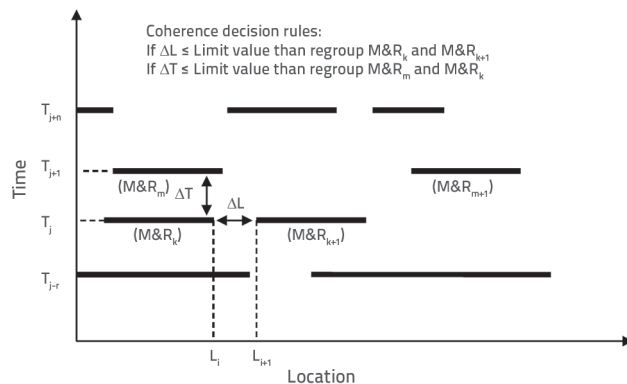 Coherence decision rules:
If ΔL ≤ Limit value than regroup M&Rₖ and M&Rₖ₊₁
If ΔT ≤ Limit value than regroup M&Rₘ and M&Rₖ
Tⱼ₊ₙ
Tⱼ₊₁
(M&Rₘ)
ΔT
(M&Rₘ₊₁)
Time
ΔL
Tⱼ
(M&Rₖ)
(M&Rₖ₊₁)
Tⱼ₋ᵣ
Lᵢ
Lᵢ₊₁
Location